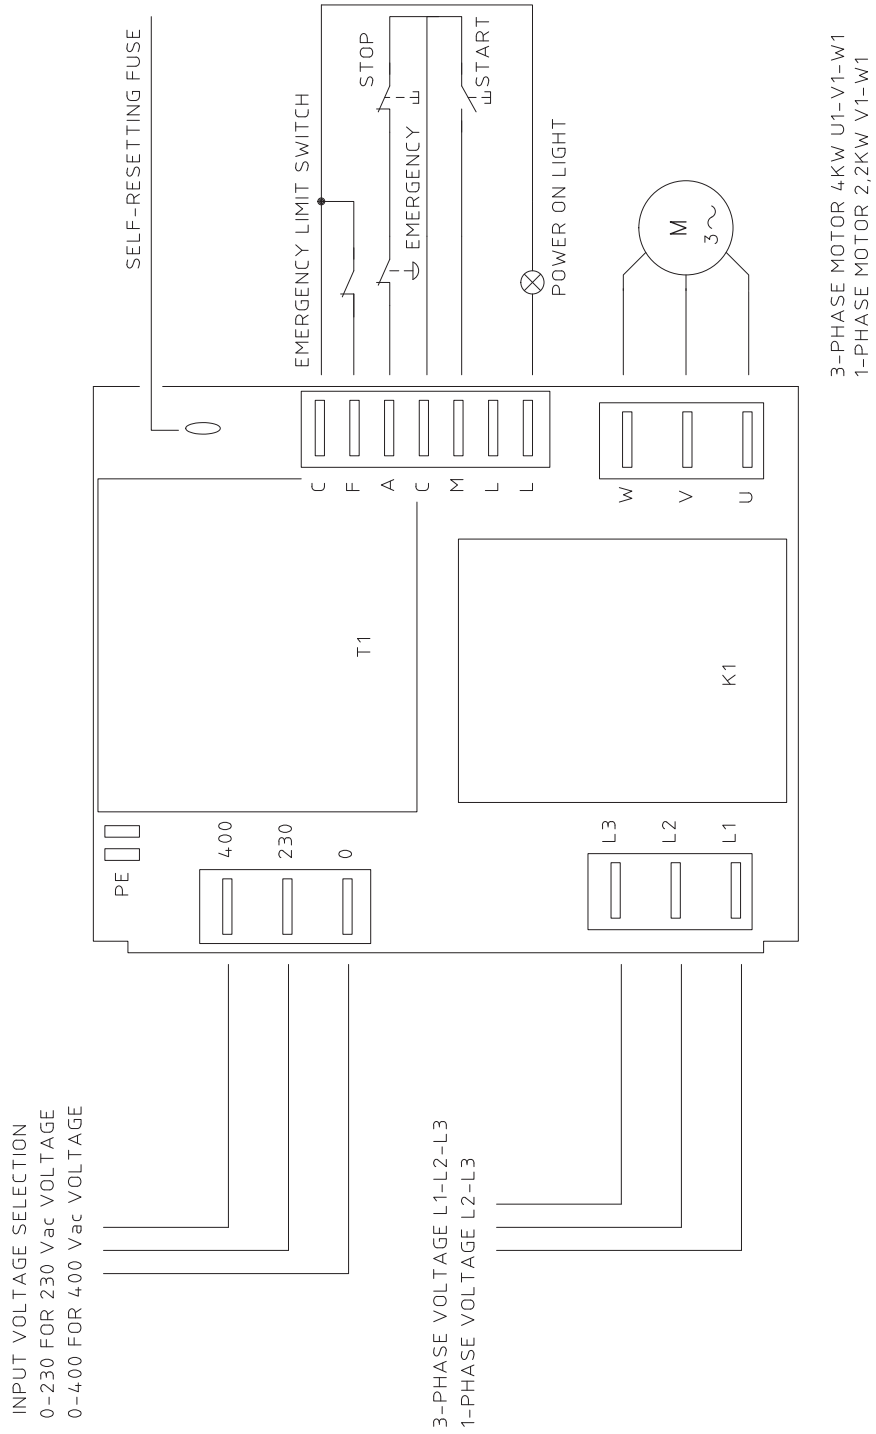 INPUT VOLTAGE SELECTION
0-230 FOR 230 Vac VOLTAGE
0-400 FOR 400 Vac VOLTAGE
3-PHASE VOLTAGE L1-L2-L3
1-PHASE VOLTAGE L2-L3
PE
400
230
0
L3
L2
L1
T1
K1
C
F
A
C
M
L
L
W
V
U
SELF-RESETTING FUSE
EMERGENCY LIMIT SWITCH
STOP
EMERGENCY
START
POWER ON LIGHT
M
3~
3-PHASE MOTOR 4KW U1-V1-W1
1-PHASE MOTOR 2,2KW V1-W1